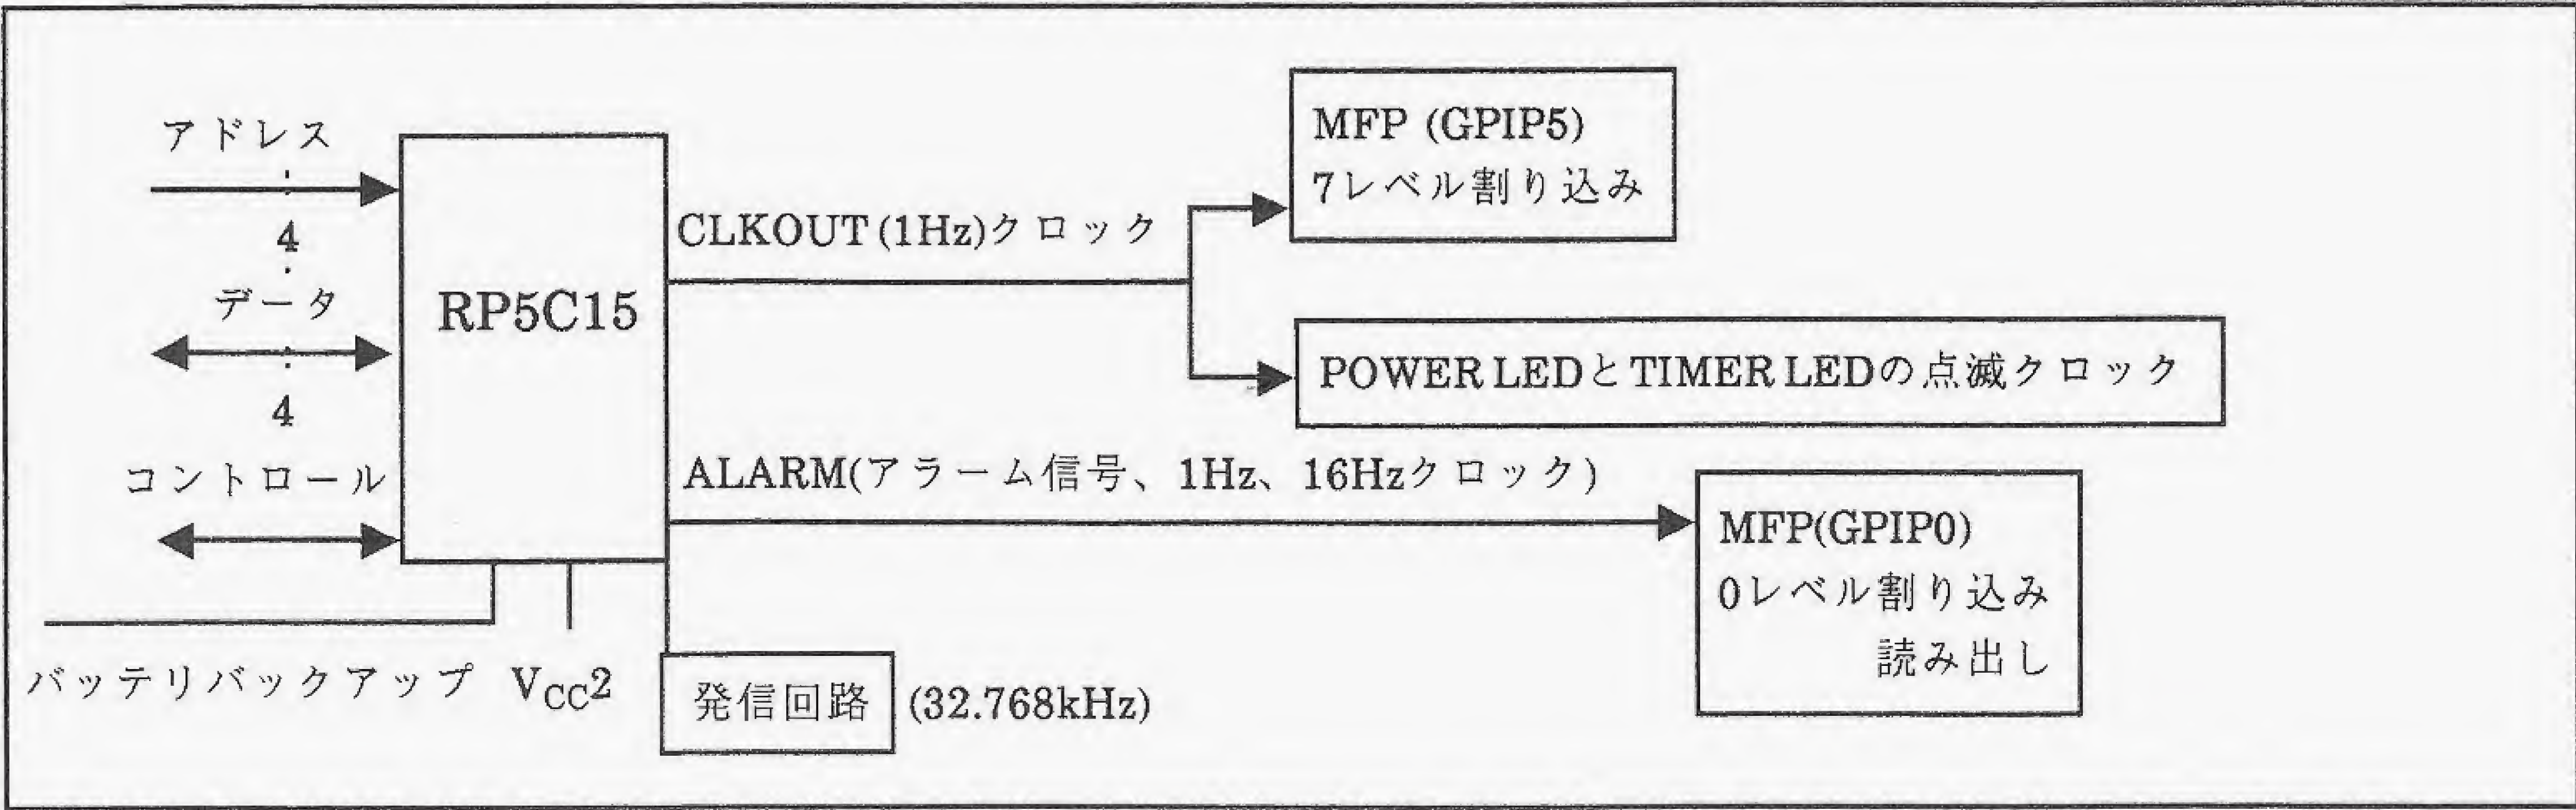 アドレス
4
データ
4
コントロール
バッテリバックアップ VCC2
RP5C15
CLKOUT(1Hz)クロック
MFP (GPIP5)
7レベル割り込み
POWER LEDとTIMER LEDの点滅クロック
ALARM(アラーム信号、1Hz、16Hzクロック)
MFP(GPIP0)
0レベル割り込み
読み出し
発信回路 (32.768kHz)